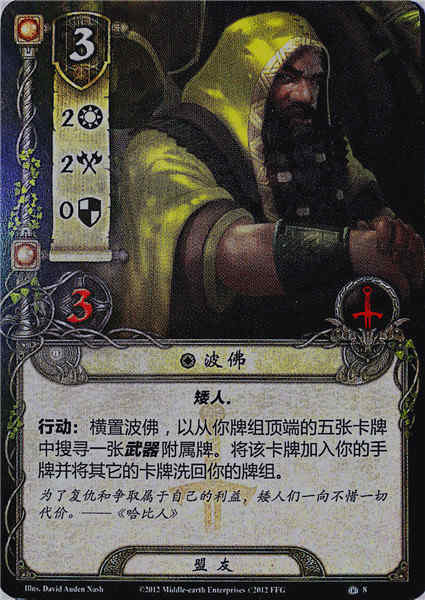 3
2
2
0
3
波佛
矮人.
行动：横置波佛，以从你牌组顶端的五张卡牌
中搜寻一张武器附属牌。将该卡牌加入你的手
牌并将其它的卡牌洗回你的牌组。
为了复仇和争取属于自己的利益，矮人们一向不惜一切
代价。——《哈比人》
盟友
Illus. David Auden Nash ©2012 Middle-earth Enterprises ©2012 FFG 8